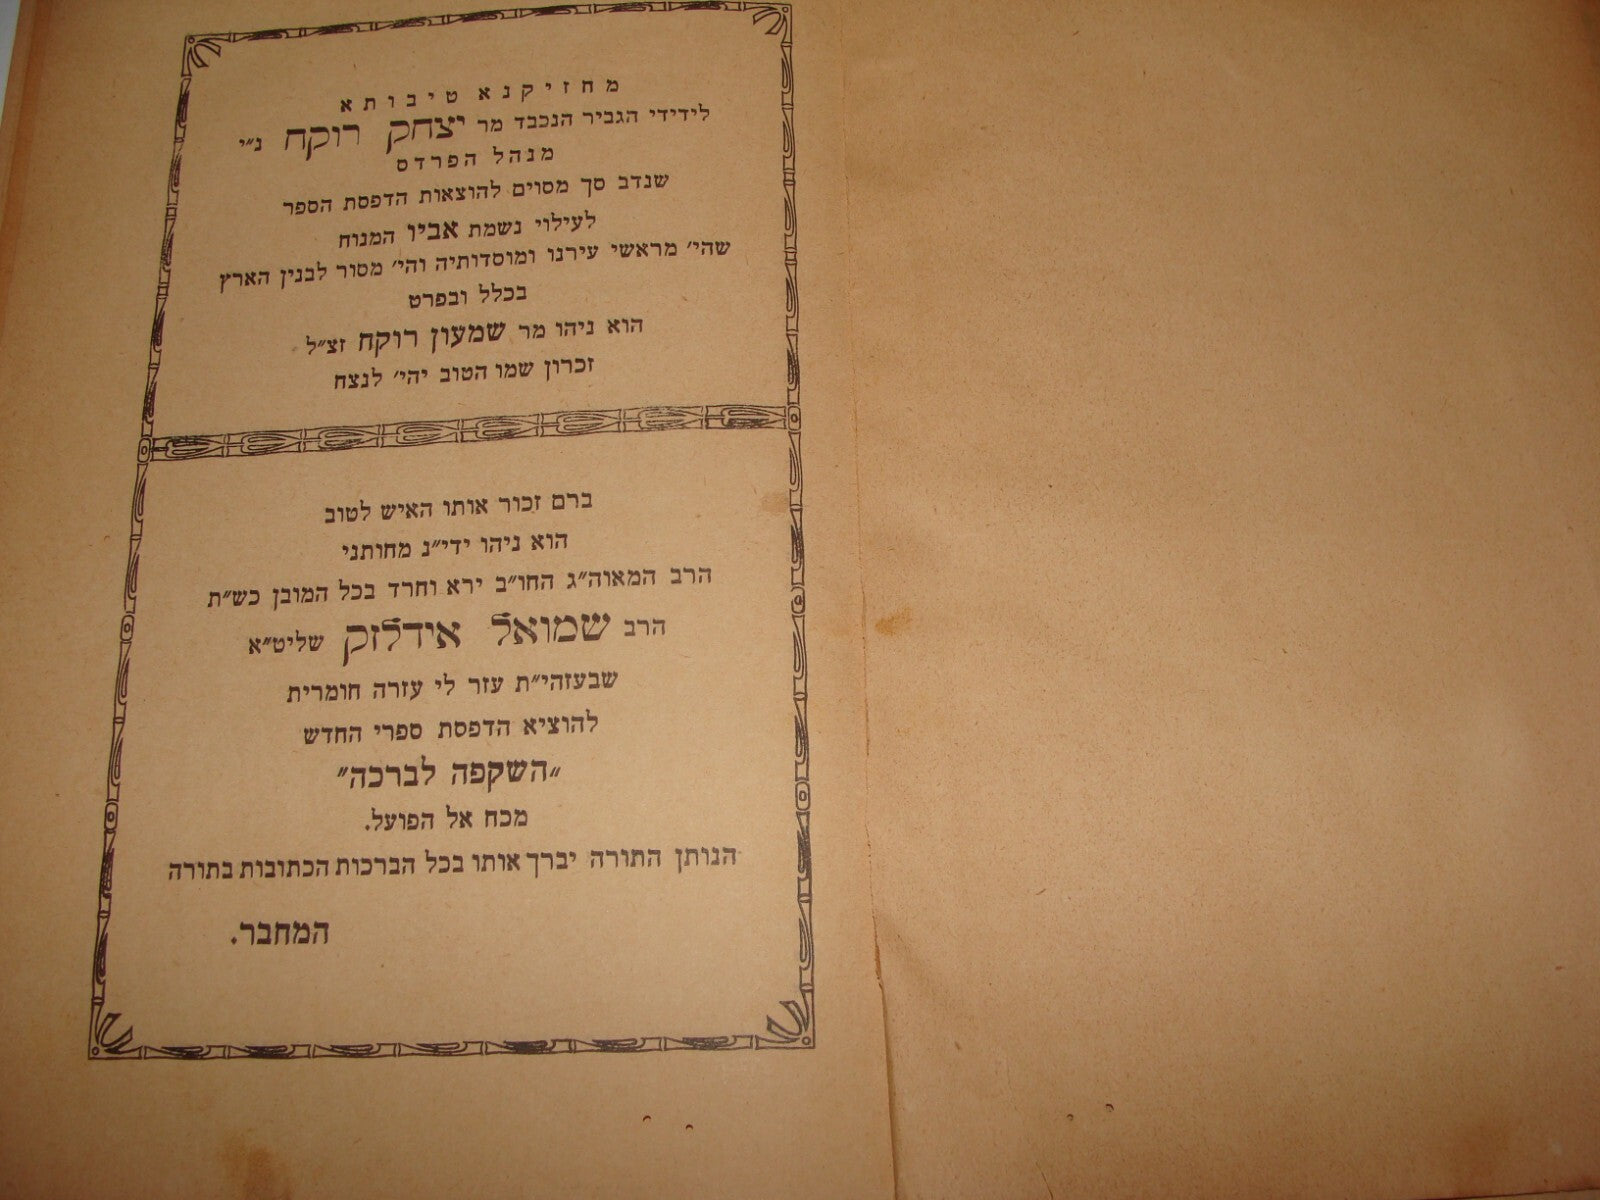 מחזיקנא טיבותא
לידידי הגביר הנכבד מר יצחק רוקח נ״י
מנהל הפרדס
שנדב סך מסוים להוצאות הדפסת הספר
לעילוי נשמת אביו המנוח
שהי׳ מראשי עירנו ומוסדותיה והי׳ מסור לבנין הארץ
בכלל ובפרט
הוא ניהו מר שמעון רוקח זצ״ל
זכרון שמו הטוב יהי׳ לנצח
ברם זכור אותו האיש לטוב
הוא ניהו ידי״נ מחותני
הרב המאוה״ג החו״ב ירא וחרד בכל המובן כש״ת
הרב שמואל אידלזק שליט״א
שבעזהי״ת עזר לי עזרה חומרית
להוציא הדפסת ספרי החדש
״השקפה לברכה״
מכח אל הפועל.
הנותן התורה יברך אותו בכל הברכות הכתובות בתורה
המחבר.